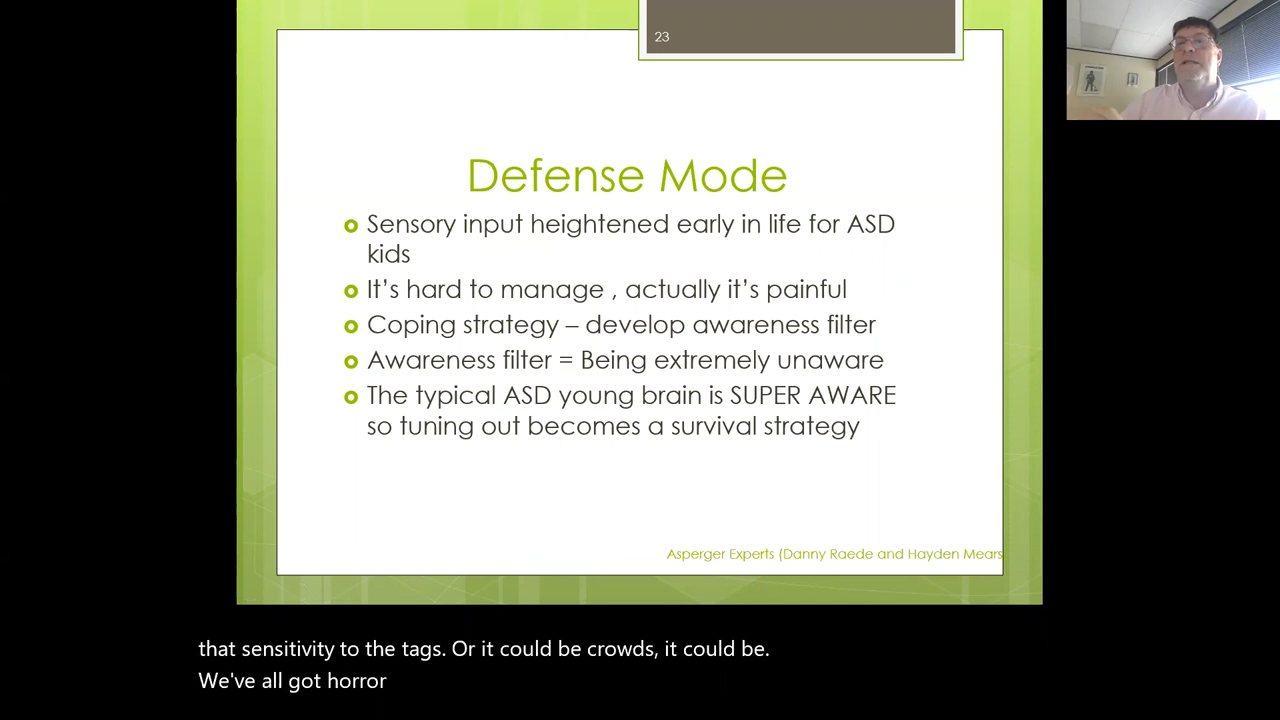 23
Defense Mode
Sensory input heightened early in life for ASD
kids
It's hard to manage , actually it's painful
Coping strategy – develop awareness filter
Awareness filter = Being extremely unaware
The typical ASD young brain is SUPER AWARE
so tuning out becomes a survival strategy
Asperger Experts (Danny Raede and Hayden Mears
that sensitivity to the tags. Or it could be crowds, it could be.
We've all got horror